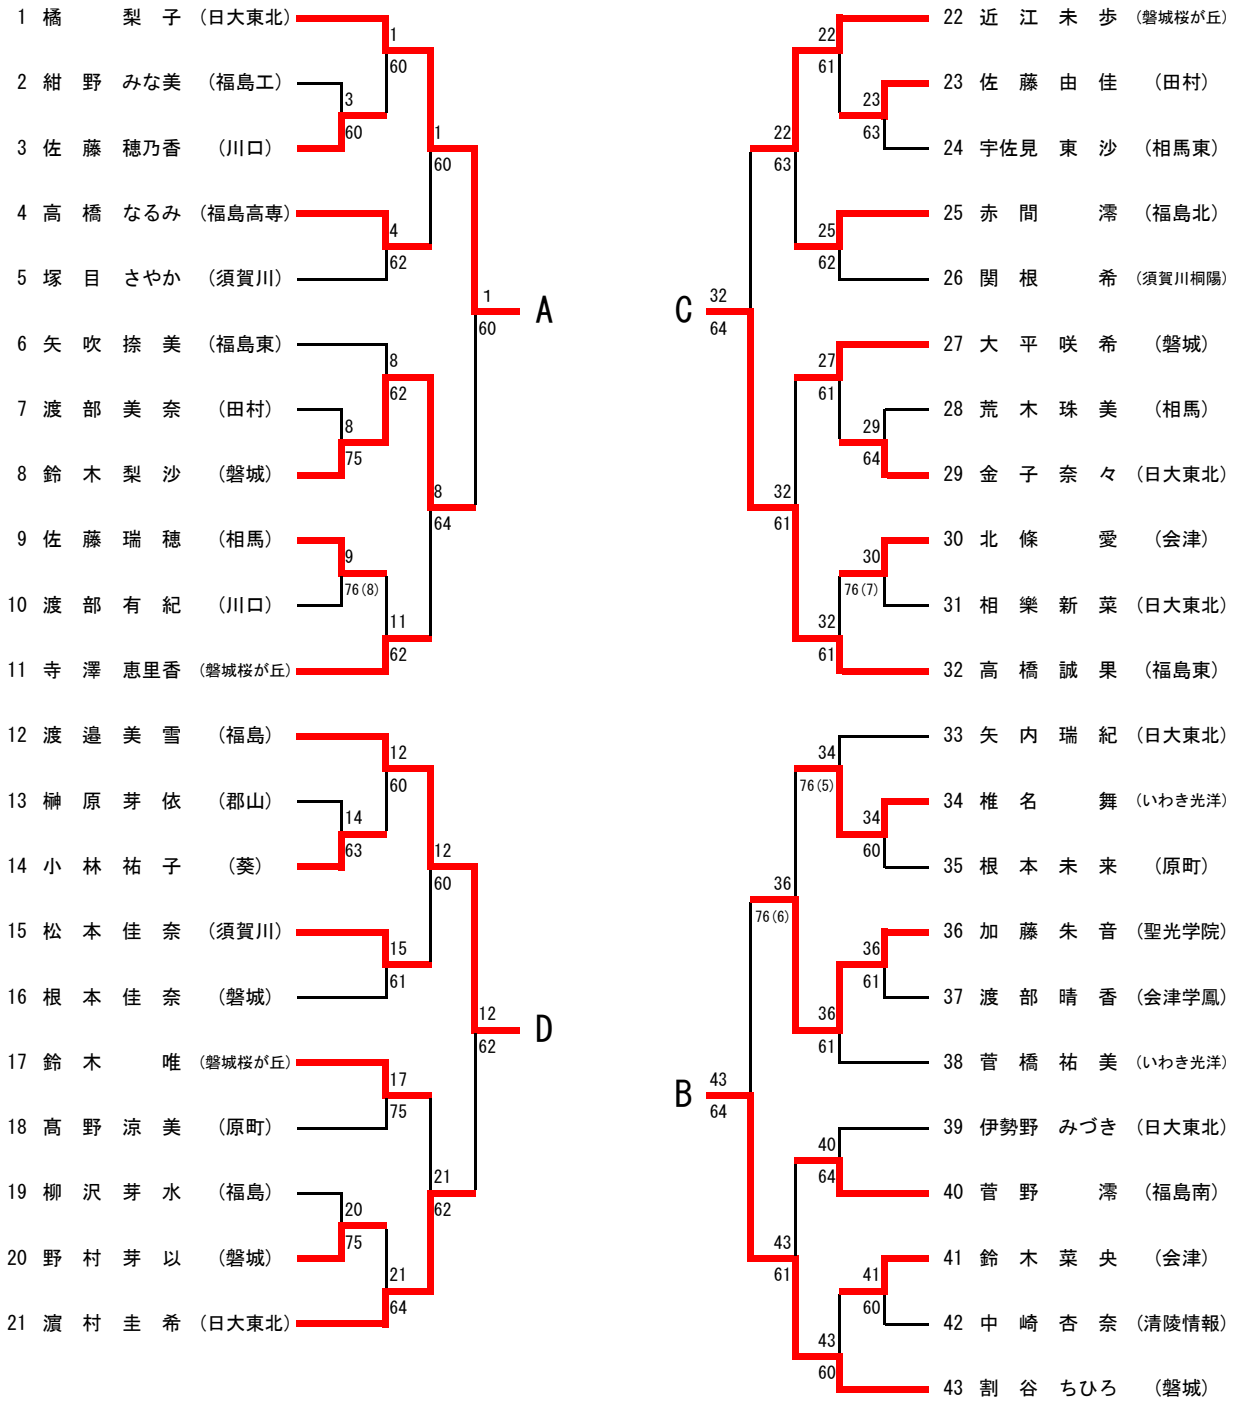 1 橘 梨 子 (日大東北)
1
60
2 紺 野 みな美 (福島工)
3
60
3 佐 藤 穂乃香 (川口)
1
60
4 高 橋 なるみ (福島高専)
4
62
5 塚 目 さやか (須賀川)
1
60
A
6 矢 吹 捺 美 (福島東)
8
62
7 渡 部 美 奈 (田村)
8
75
8 鈴 木 梨 沙 (磐城)
8
64
9 佐 藤 瑞 穂 (相馬)
9
76(8)
10 渡 部 有 紀 (川口)
11
62
11 寺 澤 恵里香 (磐城桜が丘)
12 渡 邉 美 雪 (福島)
12
60
13 榊 原 芽 依 (郡山)
14
63
14 小 林 祐 子 (葵)
12
60
15 松 本 佳 奈 (須賀川)
15
61
16 根 本 佳 奈 (磐城)
12
62
D
17 鈴 木 唯 (磐城桜が丘)
17
75
18 髙 野 涼 美 (原町)
21
62
19 柳 沢 芽 水 (福島)
20
75
20 野 村 芽 以 (磐城)
21
64
21 濵 村 圭 希 (日大東北)
22 近 江 未 歩 (磐城桜が丘)
22
61
23 佐 藤 由 佳 (田村)
23
63
24 宇佐見 東 沙 (相馬東)
22
63
25 赤 間 澪 (福島北)
25
62
26 関 根 希 (須賀川桐陽)
C
32
64
27 大 平 咲 希 (磐城)
27
61
28 荒 木 珠 美 (相馬)
29
64
29 金 子 奈 々 (日大東北)
32
61
30 北 條 愛 (会津)
30
76(7)
31 相 樂 新 菜 (日大東北)
32
61
32 高 橋 誠 果 (福島東)
33 矢 内 瑞 紀 (日大東北)
34
76(5)
34 椎 名 舞 (いわき光洋)
34
60
35 根 本 未 来 (原町)
36
76(6)
36 加 藤 朱 音 (聖光学院)
36
61
37 渡 部 晴 香 (会津学鳳)
36
61
38 菅 橋 祐 美 (いわき光洋)
B
43
64
39 伊勢野 みづき (日大東北)
40
64
40 菅 野 澪 (福島南)
43
61
41 鈴 木 菜 央 (会津)
41
60
42 中 崎 杏 奈 (清陵情報)
43
60
43 割 谷 ちひろ (磐城)